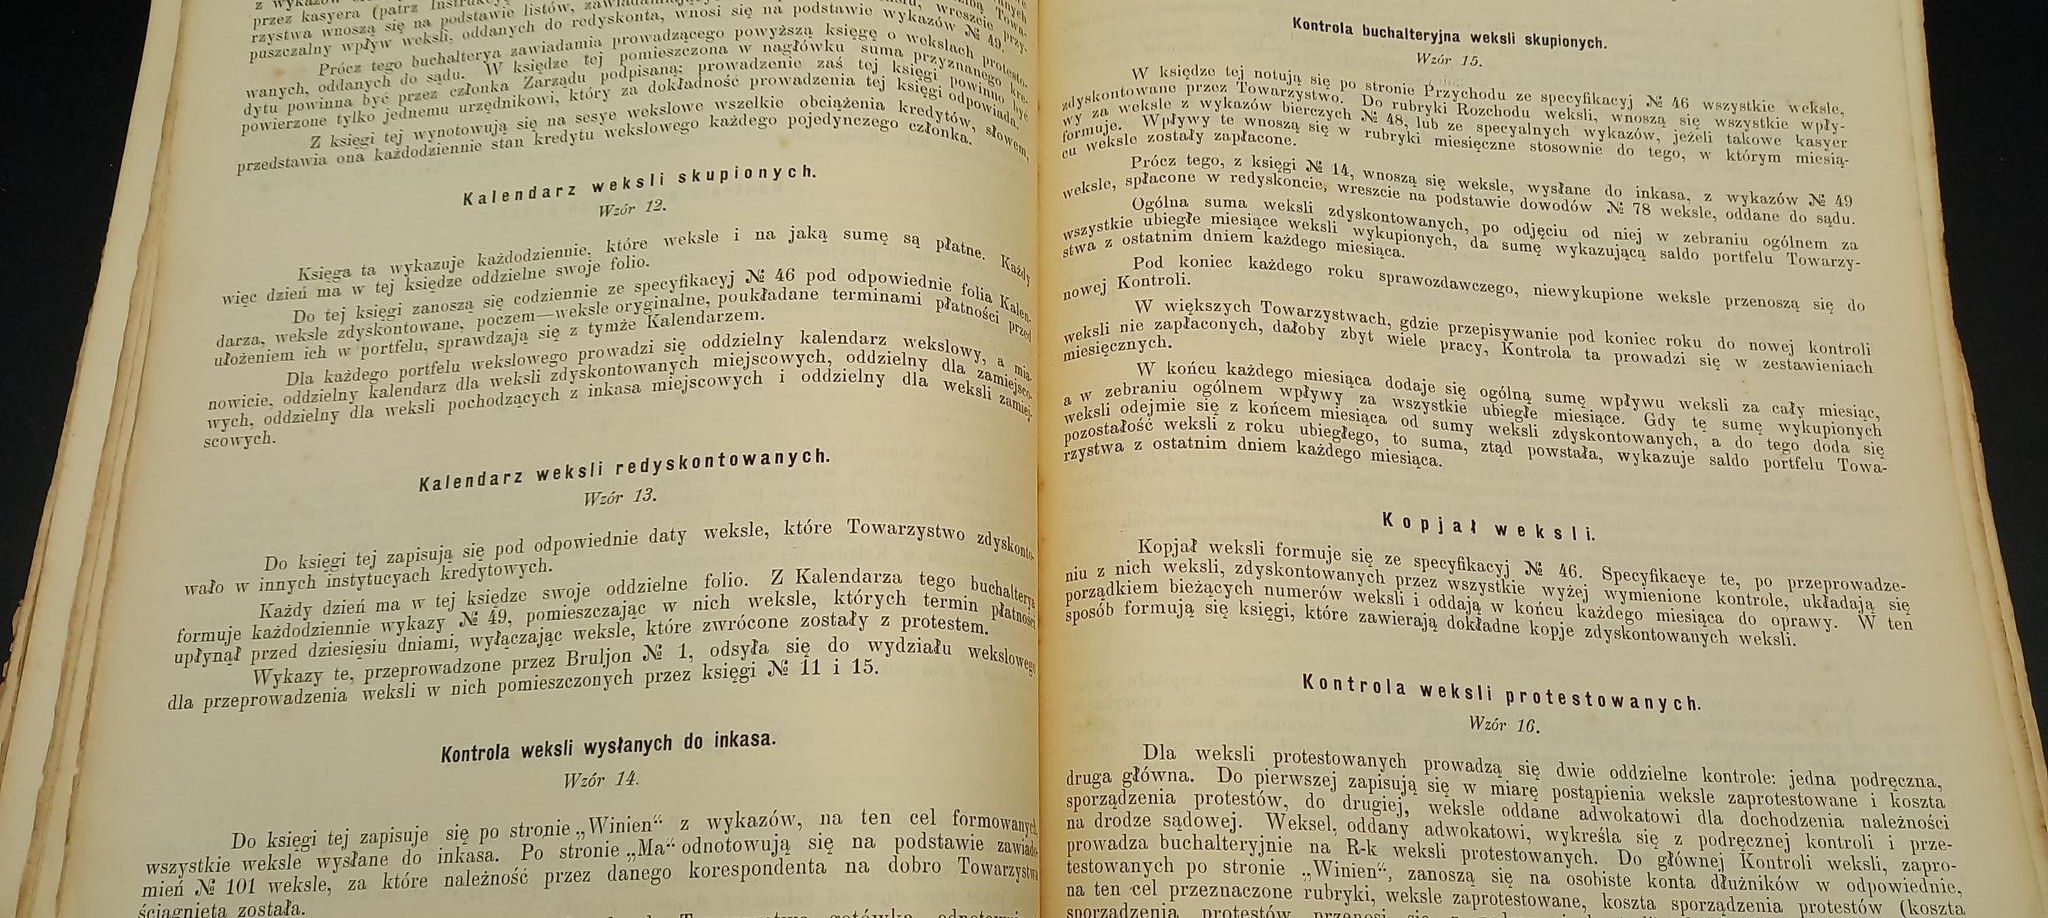 przez kasyera (patrz
rzystwa wnoszą się na podstawie listów,
puszczalny wpływ weksli, oddanych do redyskonta, wnosi się na podstawie wykazów № 49.
Prócz tego buchalterya zawiadamia prowadzącego powyższą księgę o wekslach protesto-
wanych, oddanych do sądu. W księdze tej pomieszczona w nagłówku suma przyznanego kre-
dytu powinna być przez członka Zarządu podpisaną; prowadzenie zaś tej księgi powinno być
powierzone tylko jednemu urzędnikowi, który za dokładność prowadzenia tej księgi odpowiada.
Z księgi tej wynotowują się na sesye wekslowe wszelkie obciążenia kredytów, słowem,
przedstawia ona każdodziennie stan kredytu wekslowego każdego pojedynczego członka.
Kalendarz weksli skupionych.
Wzór 12.
Księga ta wykazuje każdodziennie, które weksle i na jaką sumę są płatne. Każdy
więc dzień ma w tej księdze oddzielne swoje folio.
Do tej księgi zanoszą się codziennie ze specyfikacyj № 46 pod odpowiednie folia Kalen-
darza, weksle zdyskontowane, poczem—weksle oryginalne, poukładane terminami płatności przed
ułożeniem ich w portfelu, sprawdzają się z tymże Kalendarzem.
Dla każdego portfelu wekslowego prowadzi się oddzielny kalendarz wekslowy, a mia-
nowicie, oddzielny kalendarz dla weksli zdyskontowanych miejscowych, oddzielny dla zamiejsco-
wych, oddzielny dla weksli pochodzących z inkasa miejscowych i oddzielny dla weksli zamiej-
scowych.
Kalendarz weksli redyskontowanych.
Wzór 13.
Do księgi tej zapisują się pod odpowiednie daty weksle, które Towarzystwo zdyskonto-
wało w innych instytucyach kredytowych.
Każdy dzień ma w tej księdze swoje oddzielne folio. Z Kalendarza tego buchalterya
formuje każdodziennie wykazy № 49, pomieszczając w nich weksle, których termin płatności
upłynął przed dziesięsiu dniami, wyłączając weksle, które zwrócone zostały z protestem.
Wykazy te, przeprowadzone przez Bruljon № 1, odsyła się do wydziału wekslowego
dla przeprowadzenia weksli w nich pomieszczonych przez księgi № 11 i 15.
Kontrola weksli wysłanych do inkasa.
Wzór 14.
Do księgi tej zapisuje się po stronie „Winien“ z wykazów, na ten cel formowanych,
wszystkie weksle wysłane do inkasa. Po stronie „Ma“ odnotowują się na podstawie zawiado-
mień № 101 weksle, za które należność przez danego korespondenta na dobro Towarzystwa
ściągnięta została.
Kontrola buchalteryjna weksli skupionych.
Wzór 15.
W księdze tej notują się po stronie Przychodu ze specyfikacyj № 46 wszystkie weksle,
zdyskontowane przez Towarzystwo. Do rubryki Rozchodu weksli, wnoszą się wszystkie wpły-
wy za weksle z wykazów bierczych № 48, lub ze specyalnych wykazów, jeżeli takowe kasyer
formuje. Wpływy te wnoszą się w rubryki miesięczne stosownie do tego, w którym miesią-
cu weksle zostały zapłacone.
Prócz tego, z księgi № 14, wnoszą się weksle, wysłane do inkasa, z wykazów № 49
weksle, spłacone w redyskoncie, wreszcie na podstawie dowodów № 78 weksle, oddane do sądu.
Ogólna suma weksli zdyskontowanych, po odjęciu od niej w zebraniu ogólnem za
wszystkie ubiegłe miesiące weksli wykupionych, da sumę wykazującą saldo portfelu Towarzy-
stwa z ostatnim dniem każdego miesiąca.
Pod koniec każdego roku sprawozdawczego, niewykupione weksle przenoszą się do
nowej Kontroli.
W większych Towarzystwach, gdzie przepisywanie pod koniec roku do nowej kontroli
weksli nie zapłaconych, dałoby zbyt wiele pracy, Kontrola ta prowadzi się w zestawieniach
miesięcznych.
W końcu każdego miesiąca dodaje się ogólną sumę wpływu weksli za cały miesiąc,
a w zebraniu ogólnem wpływy za wszystkie ubiegłe miesiące. Gdy tę sumę wykupionych
weksli odejmie się z końcem miesiąca od sumy weksli zdyskontowanych, a do tego doda się
pozostałość weksli z roku ubiegłego, to suma, ztąd powstała, wykazuje saldo portfelu Towa-
rzystwa z ostatnim dniem każdego miesiąca.
Kopjał weksli.
Kopjał weksli formuje się ze specyfikacyj № 46. Specyfikacye te, po przeprowadze-
niu z nich weksli, zdyskontowanych przez wszystkie wyżej wymienione kontrole, układają się
porządkiem bieżących numerów weksli i oddają w końcu każdego miesiąca do oprawy. W ten
sposób formują się księgi, które zawierają dokładne kopje zdyskontowanych weksli.
Kontrola weksli protestowanych.
Wzór 16.
Dla weksli protestowanych prowadzą się dwie oddzielne kontrole: jedna podręczna,
druga główna. Do pierwszej zapisują się w miarę postąpienia weksle zaprotestowane i koszta
sporządzenia protestów, do drugiej, weksle oddane adwokatowi dla dochodzenia należności
na drodze sądowej. Weksel, oddany adwokatowi, wykreśla się z podręcznej kontroli i prze-
prowadza buchalteryjnie na R-k weksli protestowanych. Do głównej Kontroli weksli, zapro-
testowanych po stronie „Winien“, zanoszą się na osobiste konta dłużników w odpowiednie,
na ten cel przeznaczone rubryki, weksle zaprotestowane, koszta sporządzenia protestów (koszta
sporządzenia protestów przenosi się